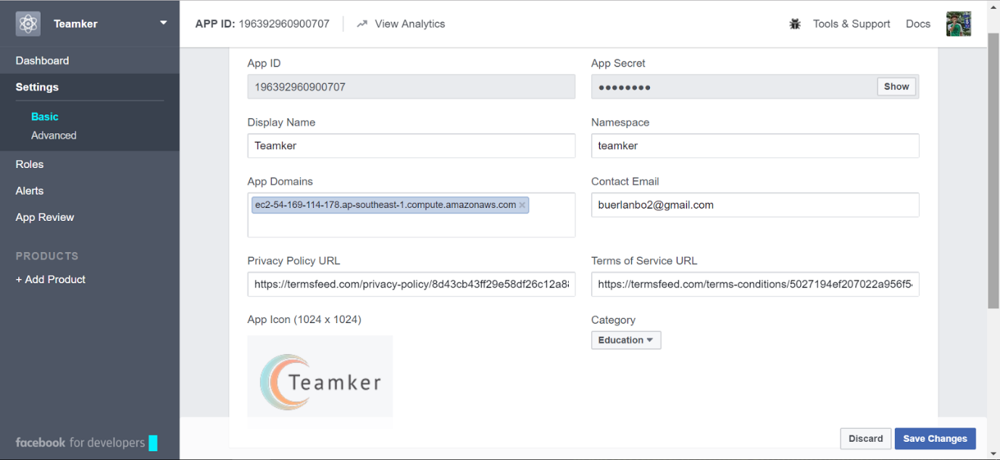 Teamker
APP ID: 196392960900707
View Analytics
Tools & Support
Docs
Dashboard
Settings
Basic
Advanced
Roles
Alerts
App Review
PRODUCTS
+ Add Product
facebook for developers
App ID
196392960900707
App Secret
Show
Display Name
Teamker
Namespace
teamker
App Domains
ec2-54-169-114-178.ap-southeast-1.compute.amazonaws.com ×
Contact Email
buerlanbo2@gmail.com
Privacy Policy URL
https://termsfeed.com/privacy-policy/8d43cb43ff29e58df26c12a8
Terms of Service URL
https://termsfeed.com/terms-conditions/5027194ef207022a956f5
App Icon (1024 x 1024)
Teamker
Category
Education
Discard
Save Changes